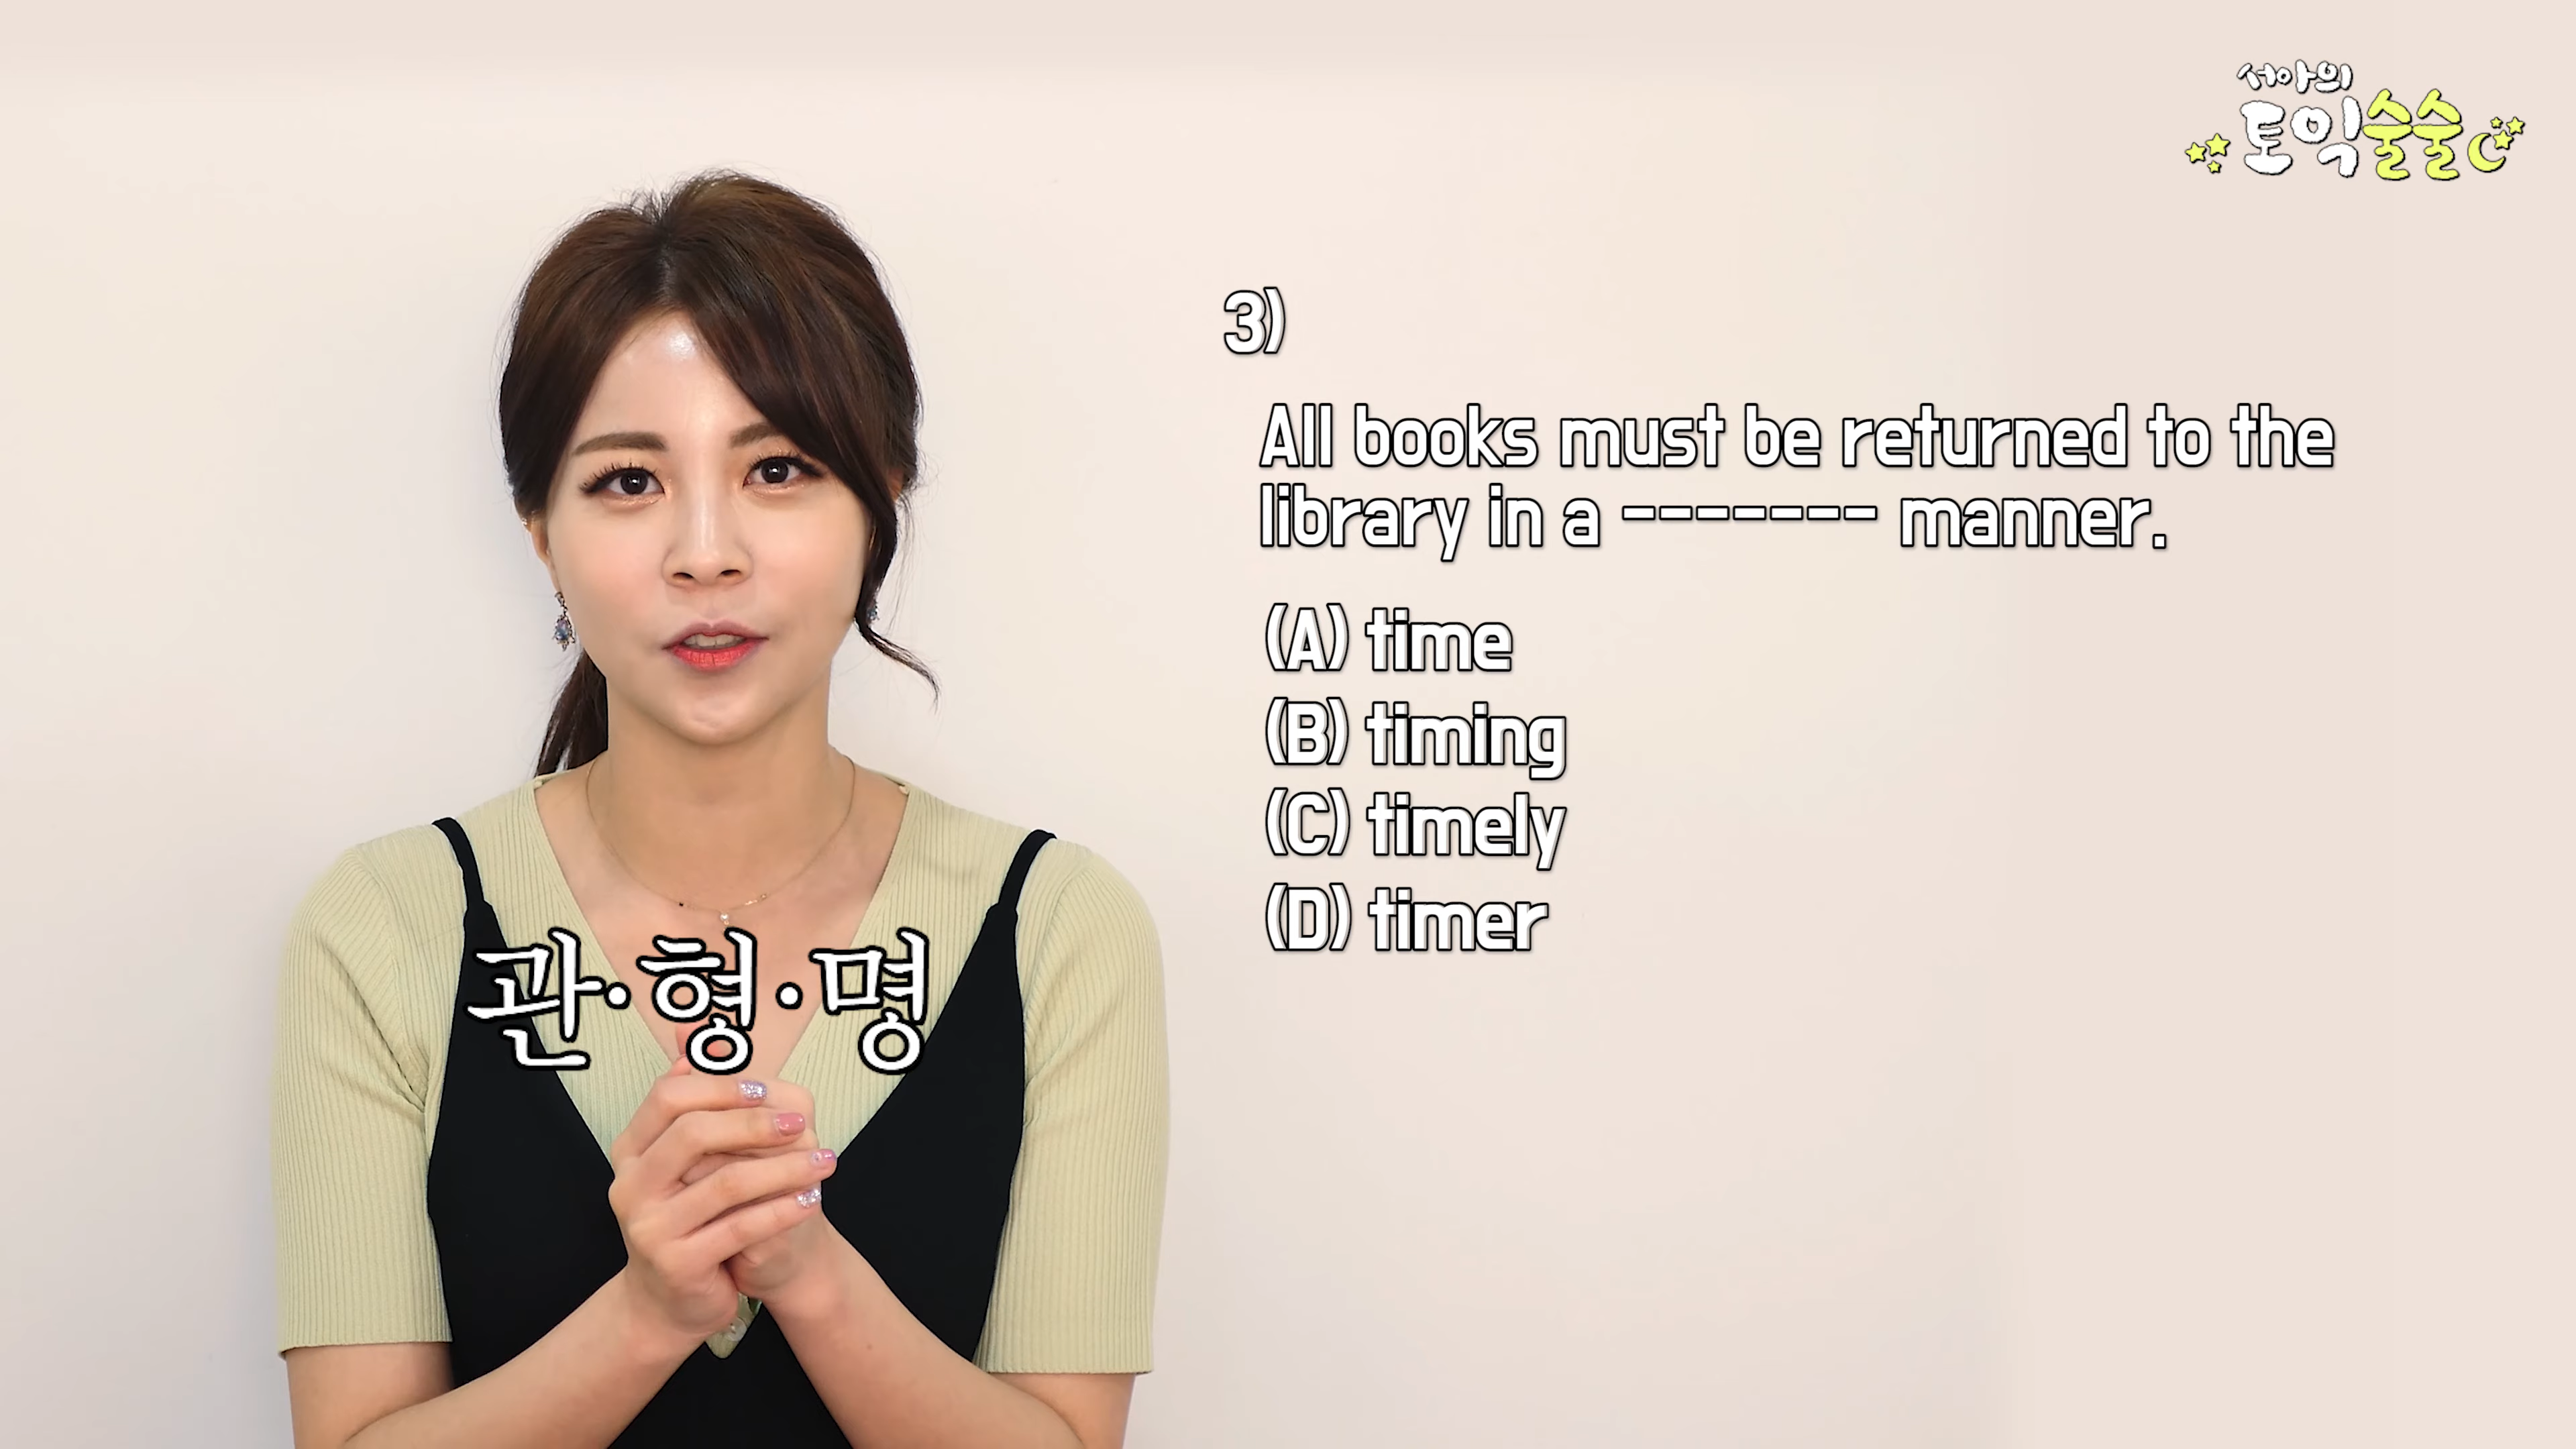 서아의
토익술술
3)
All books must be returned to the
library in a ------- manner.
(A) time
(B) timing
(C) timely
(D) timer
관·형·명